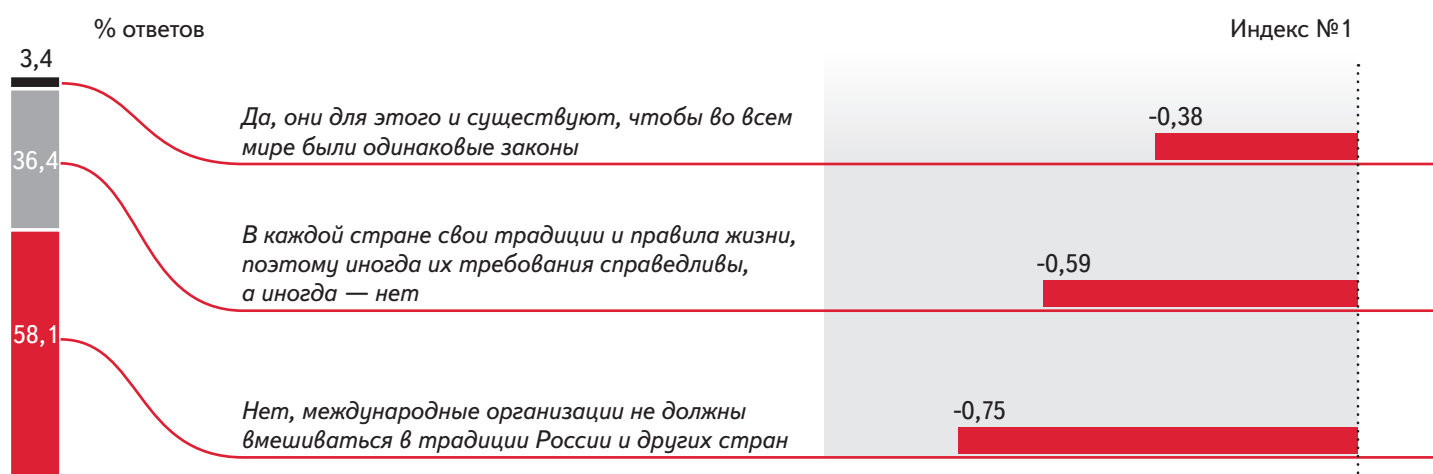 % ответов
Индекс №1
3,4
Да, они для этого и существуют, чтобы во всем
мире были одинаковые законы
-0,38
36,4
В каждой стране свои традиции и правила жизни,
поэтому иногда их требования справедливы,
а иногда — нет
-0,59
58,1
Нет, международные организации не должны
вмешиваться в традиции России и других стран
-0,75